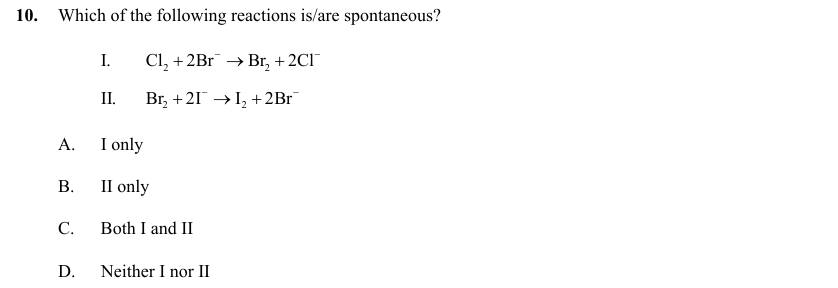 10. Which of the following reactions is/are spontaneous?
I. Cl₂ + 2Br⁻ → Br₂ + 2Cl⁻
II. Br₂ + 2I⁻ → I₂ + 2Br⁻
A. I only
B. II only
C. Both I and II
D. Neither I nor II